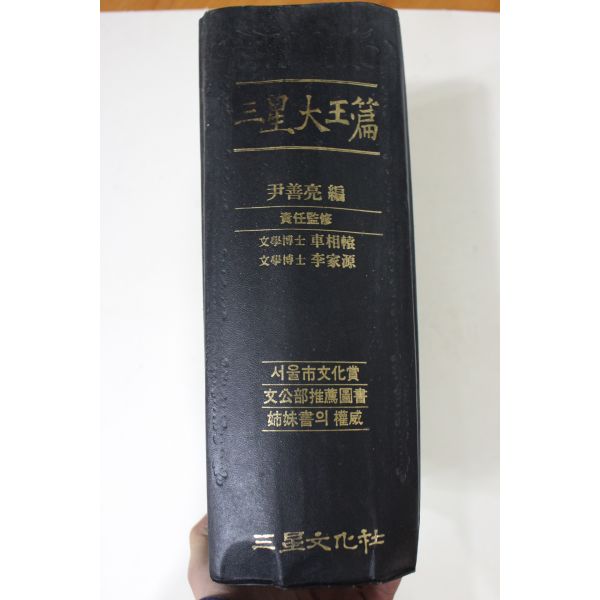 三星大玉篇
尹善亮 編
責任監修
文學博士 車相轅
文學博士 李家源
서울市文化賞
文公部推薦圖書
姉妹書의 權威
三星文化社